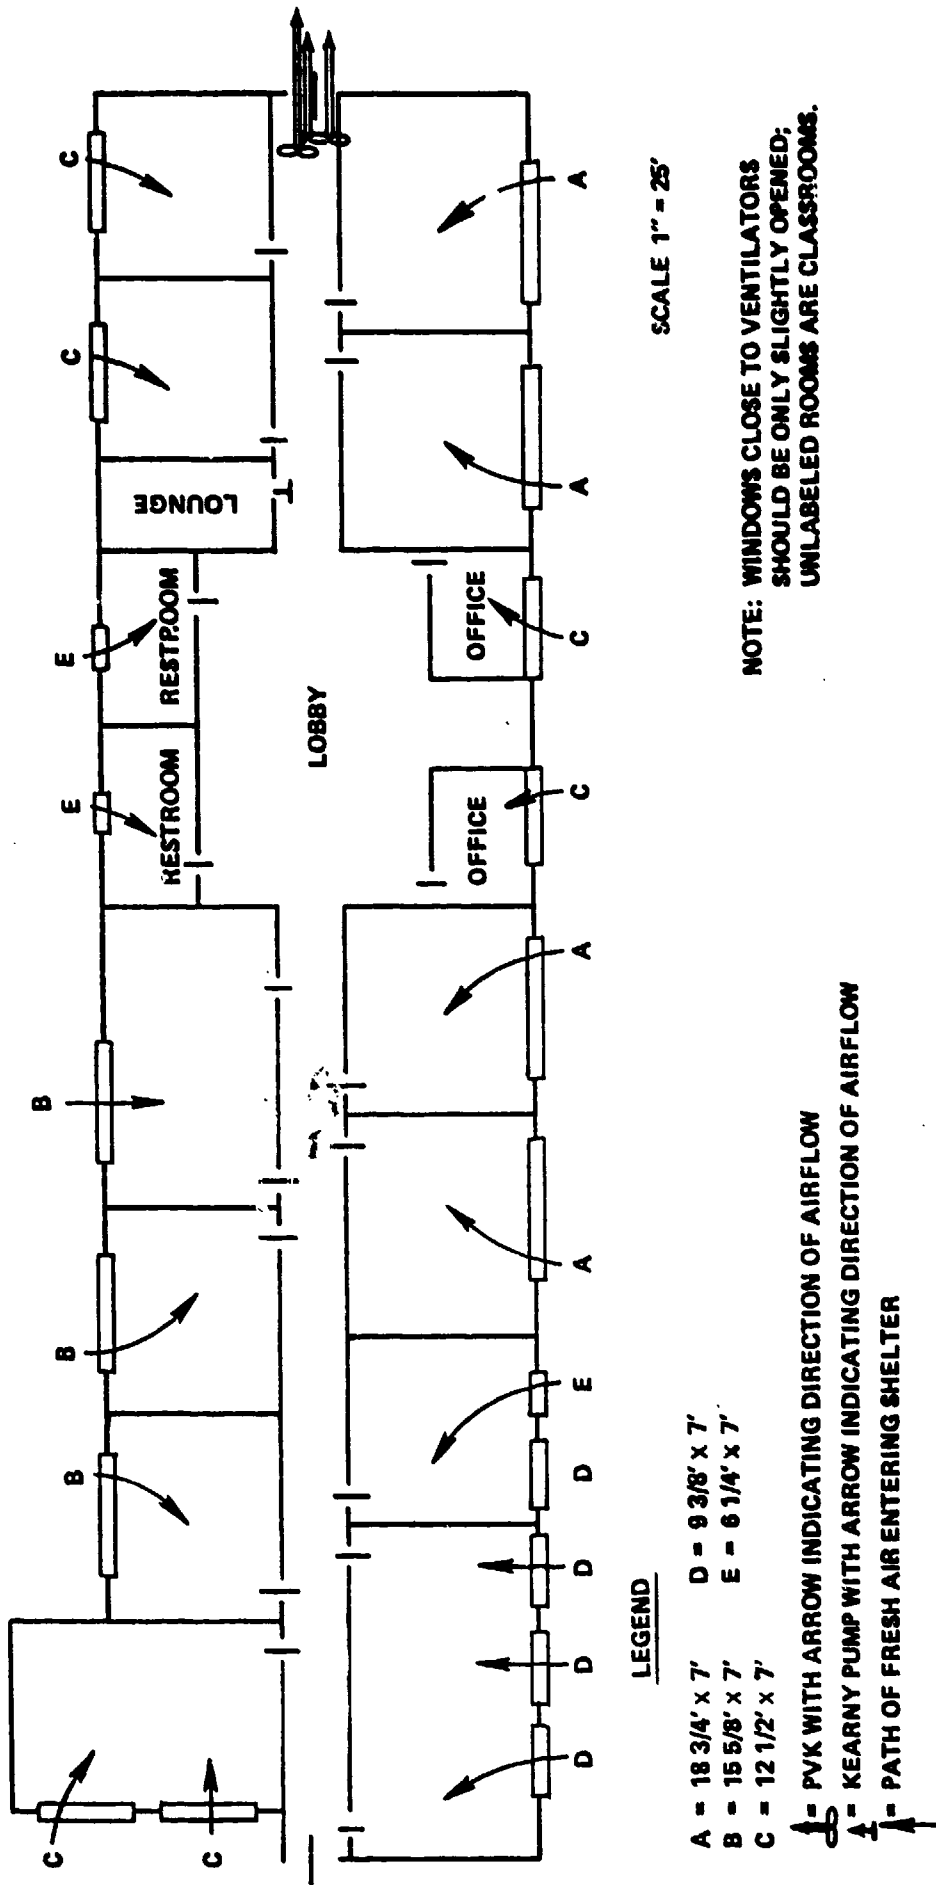 C
C
B
B
B
E
E
C
C
RESTROOM
RESTROOM
LOUNGE
LOBBY
OFFICE
OFFICE
D
D
D
D
E
A
A
C
C
A
A
LEGEND
A = 18 3/4' x 7'
B = 15 5/8' x 7'
C = 12 1/2' x 7'
D = 9 3/8' x 7'
E = 6 1/4' x 7'
= PVK WITH ARROW INDICATING DIRECTION OF AIRFLOW
= KEARNY PUMP WITH ARROW INDICATING DIRECTION OF AIRFLOW
= PATH OF FRESH AIR ENTERING SHELTER
SCALE 1" = 25'
NOTE: WINDOWS CLOSE TO VENTILATORS
SHOULD BE ONLY SLIGHTLY OPENED;
UNLABELED ROOMS ARE CLASSROOMS.